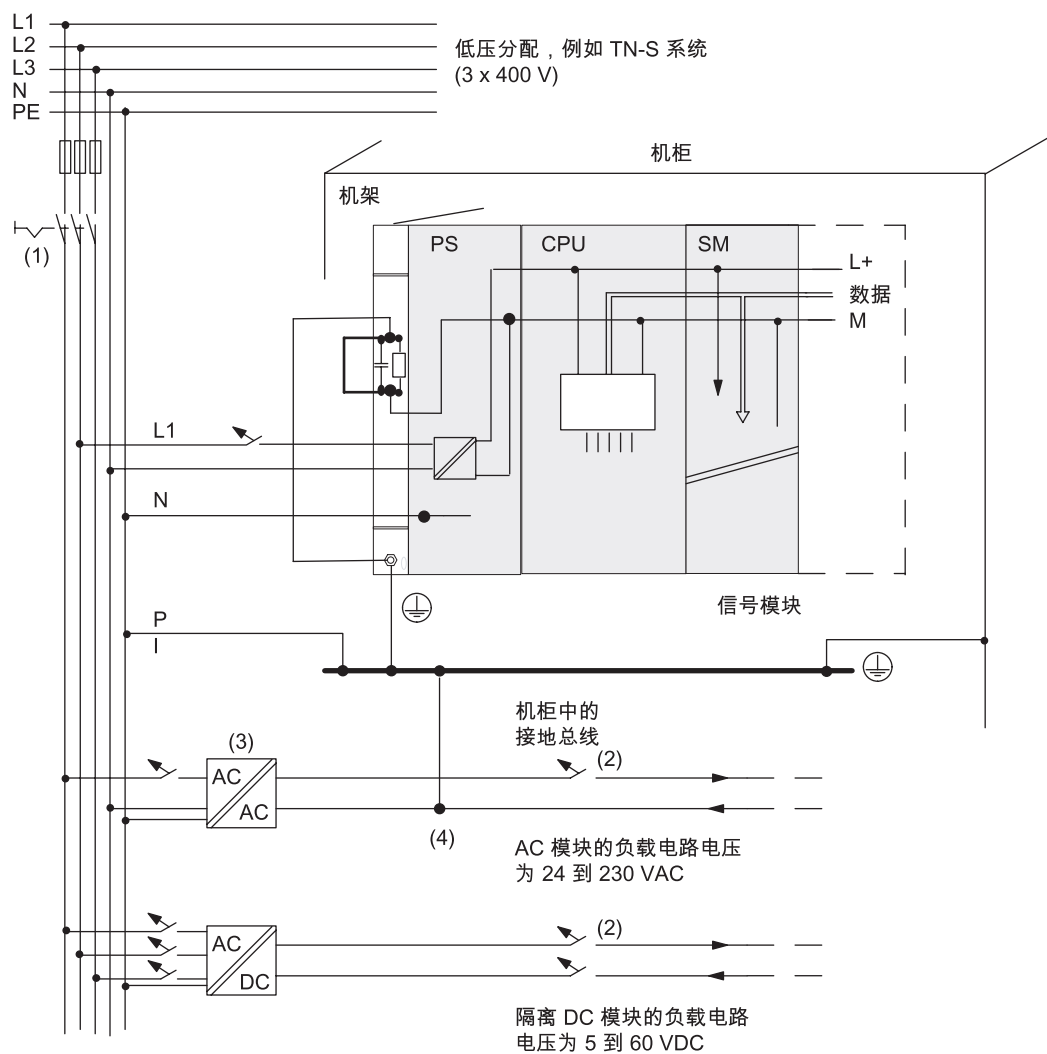 L1
L2
L3
N
PE
低压分配，例如 TN-S 系统
(3 x 400 V)
机柜
机架
(1)
PS
CPU
SM
L+
数据
M
L1
N
信号模块
P
I
机柜中的
接地总线
(3)
(2)
AC
AC
(4)
AC 模块的负载电路电压
为 24 到 230 VAC
(2)
AC
DC
隔离 DC 模块的负载电路
电压为 5 到 60 VDC